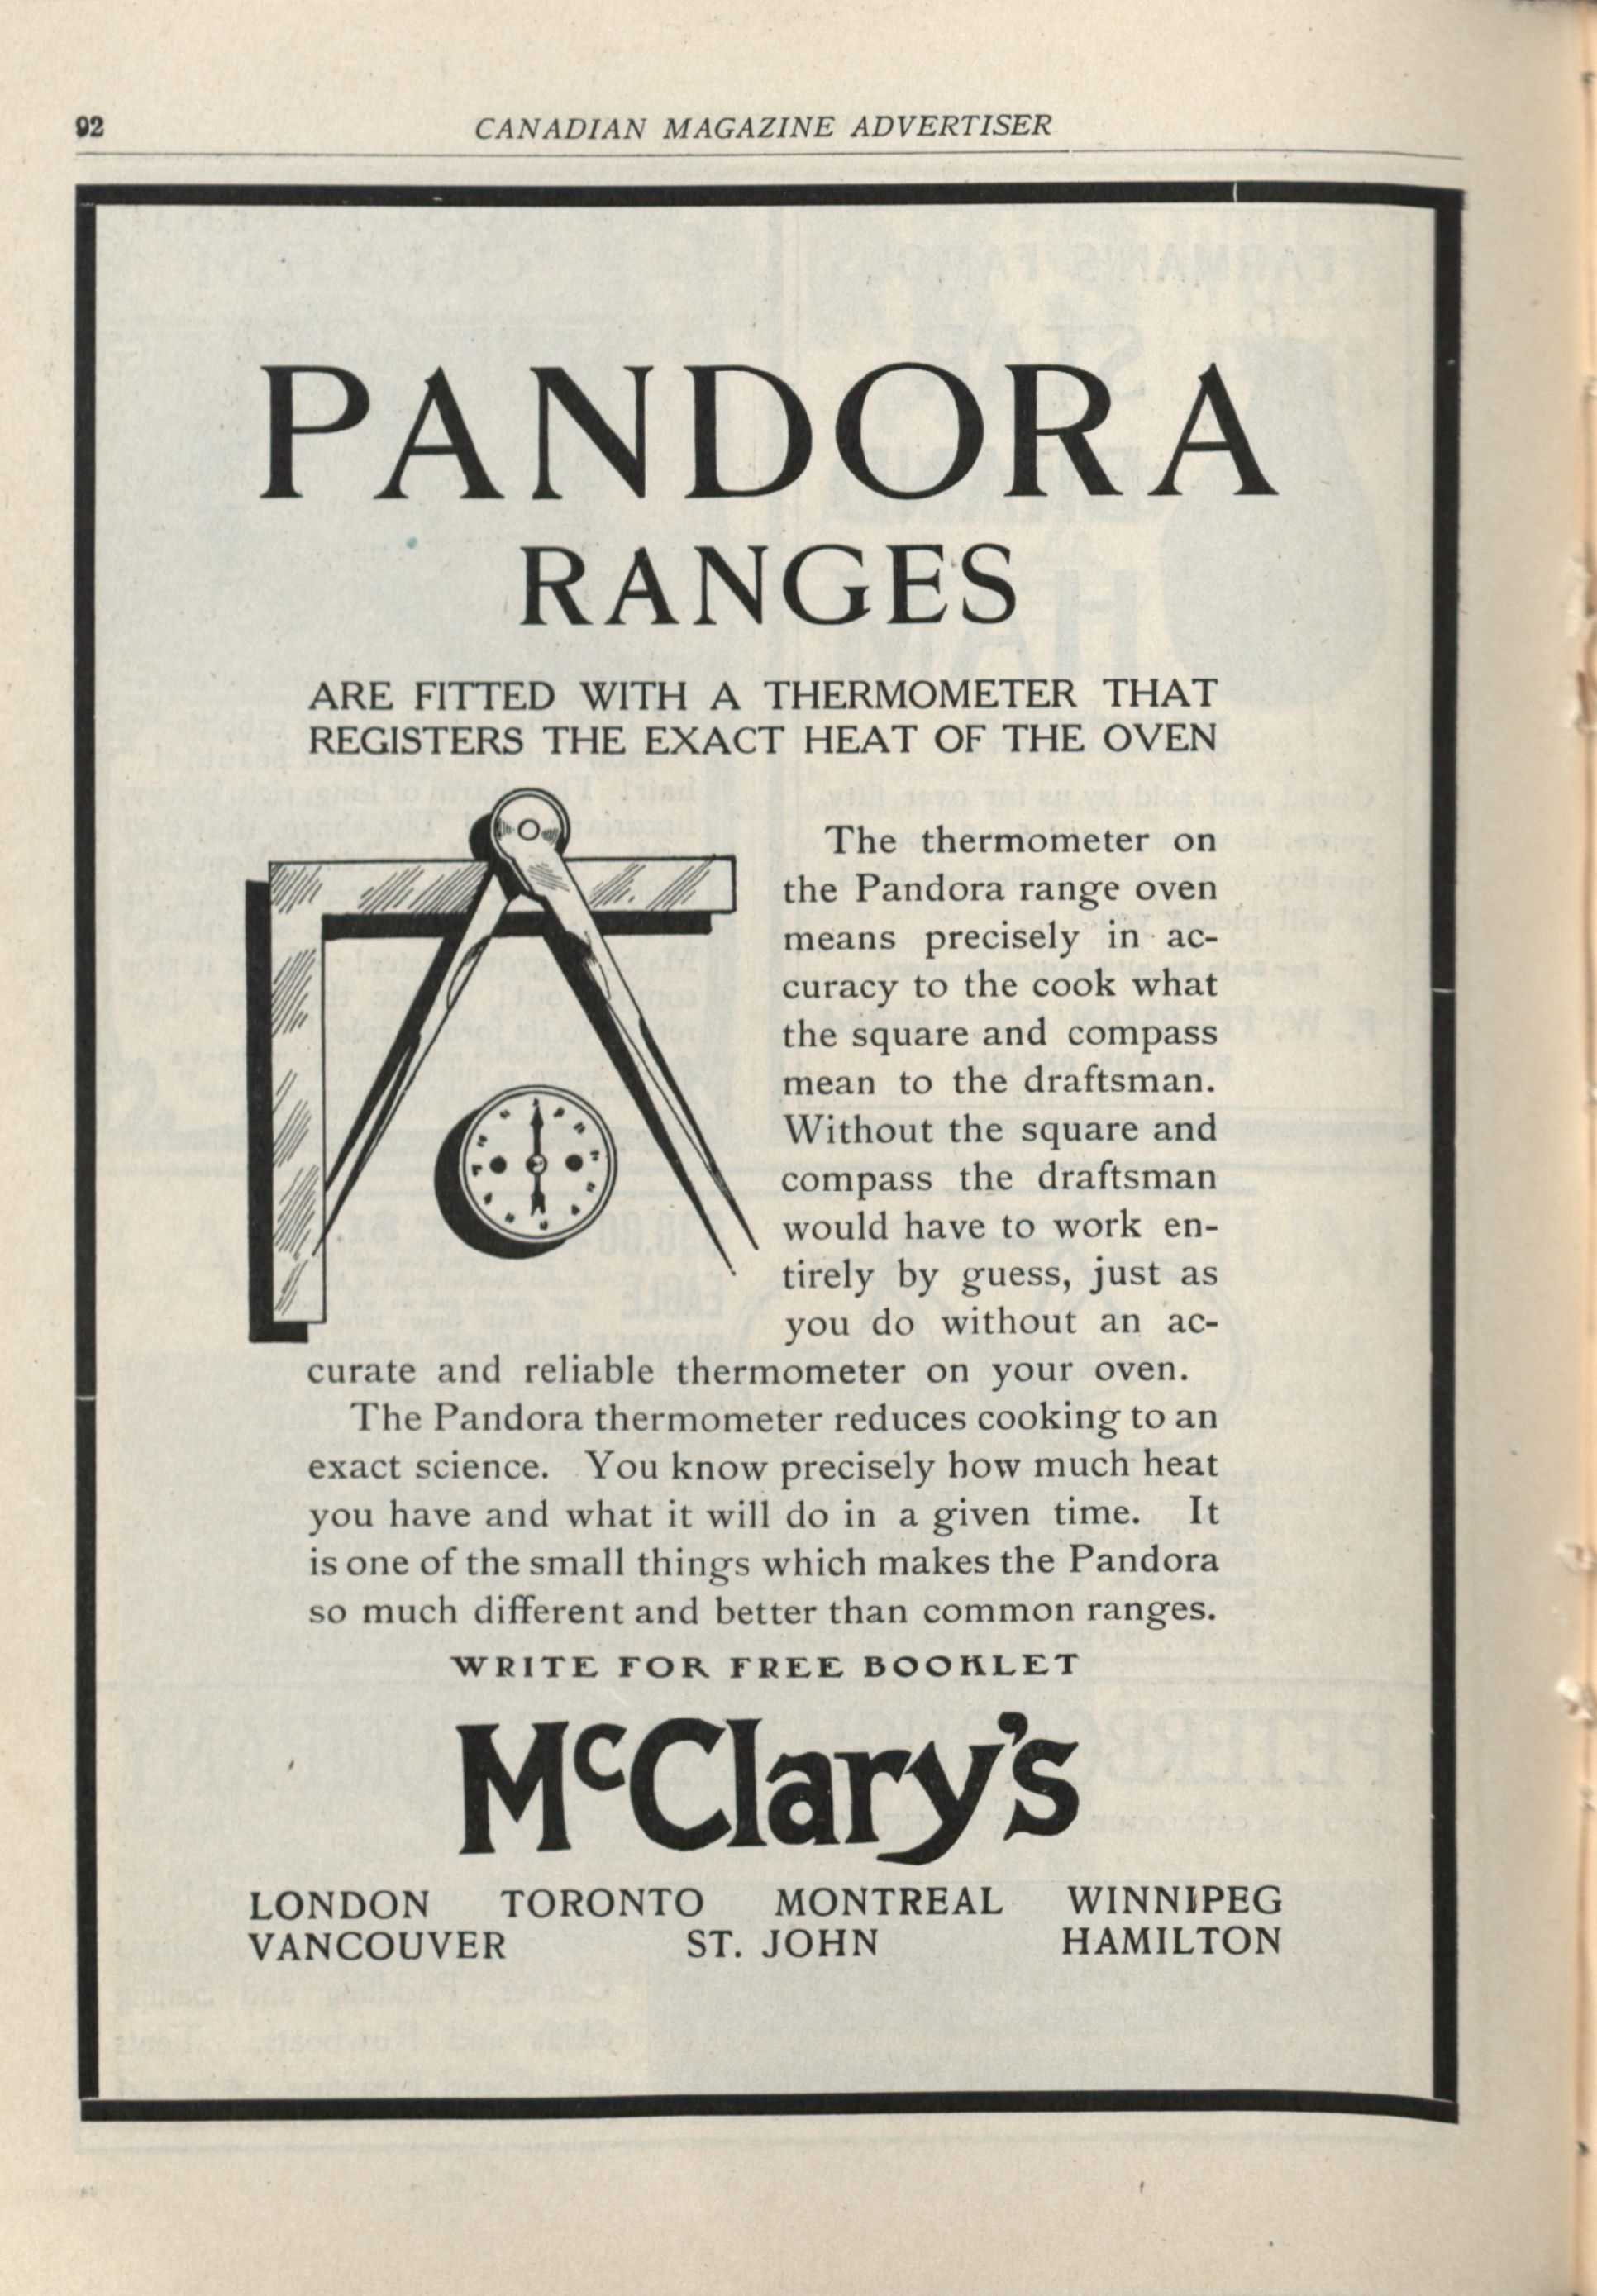 92
CANADIAN MAGAZINE ADVERTISER
PANDORA
RANGES
ARE FITTED WITH A THERMOMETER THAT
REGISTERS THE EXACT HEAT OF THE OVEN
The thermometer on
the Pandora range oven
means precisely in ac-
curacy to the cook what
the square and compass
mean to the draftsman.
Without the square and
compass the draftsman
would have to work en-
tirely by guess, just as
you do without an ac-
curate and reliable thermometer on your oven.
The Pandora thermometer reduces cooking to an
exact science. You know precisely how much heat
you have and what it will do in a given time. It
is one of the small things which makes the Pandora
so much different and better than common ranges.
WRITE FOR FREE BOOKLET
McClary's
LONDON TORONTO MONTREAL WINNIPEG
VANCOUVER ST. JOHN HAMILTON